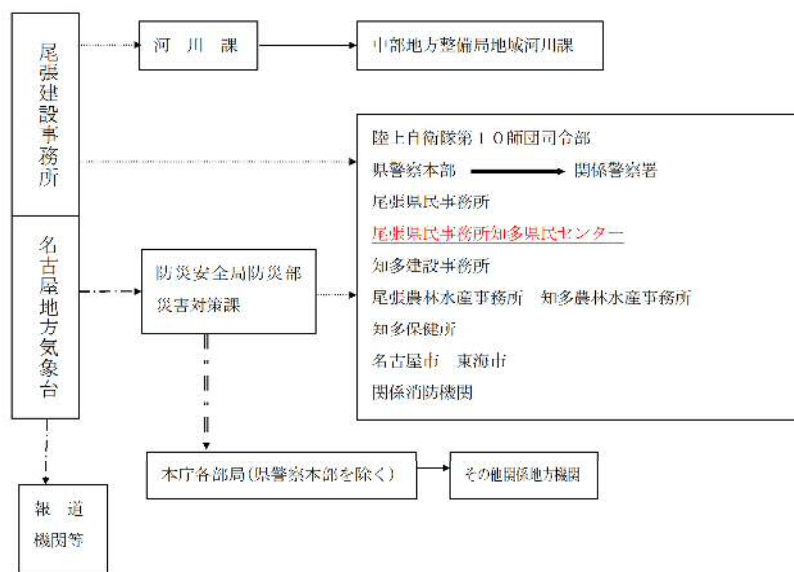 尾張建設事務所
名古屋地方気象台
河　川　課
中部地方整備局地域河川課
陸上自衛隊第１０師団司令部
県警察本部　関係警察署
尾張県民事務所
尾張県民事務所知多県民センター
知多建設事務所
尾張農林水産事務所　知多農林水産事務所
知多保健所
名古屋市　東海市
関係消防機関
防災安全局防災部
災害対策課
本庁各部局(県警察本部を除く)
その他関係地方機関
報　道
機関等